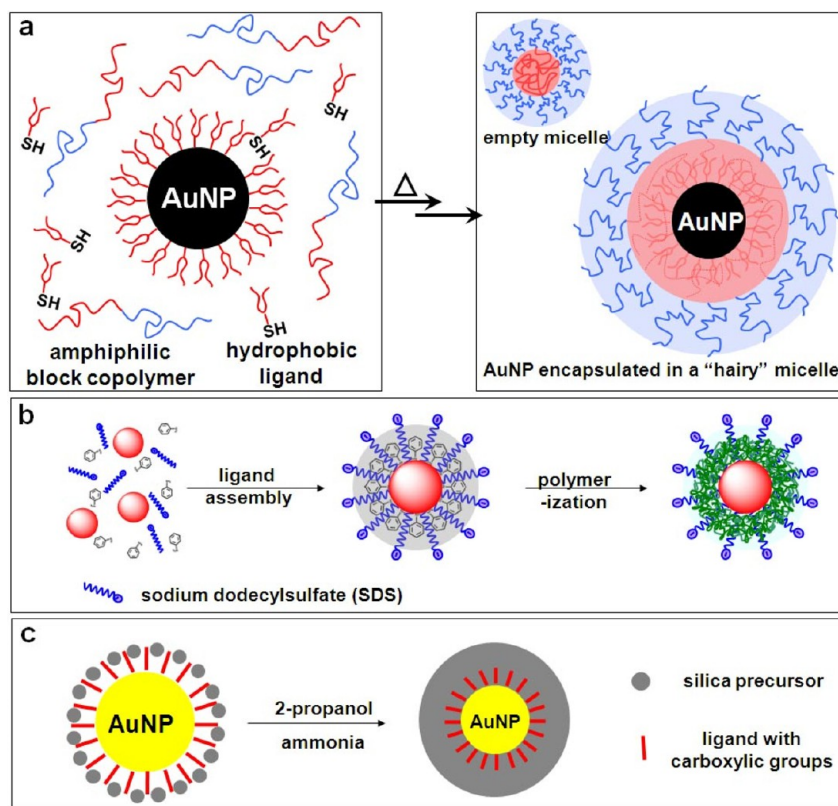 a
SH
SH
SH
AuNP
SH
SH
SH
amphiphilic
block copolymer
hydrophobic
ligand
Δ
empty micelle
AuNP
AuNP encapsulated in a “hairy” micelle
b
ligand
assembly
polymer
-ization
sodium dodecylsulfate (SDS)
c
AuNP
2-propanol
ammonia
AuNP
silica precursor
ligand with
carboxylic groups